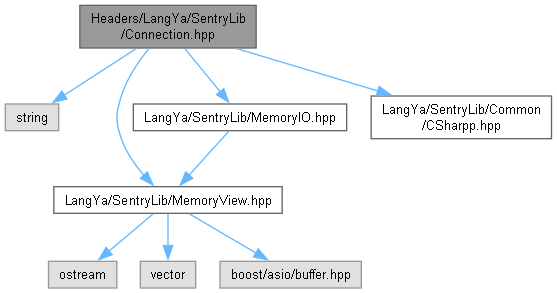 Headers/LangYa/SentryLib
/Connection.hpp
string
LangYa/SentryLib/MemoryIO.hpp
LangYa/SentryLib/Common
/CSharpp.hpp
LangYa/SentryLib/MemoryView.hpp
ostream
vector
boost/asio/buffer.hpp